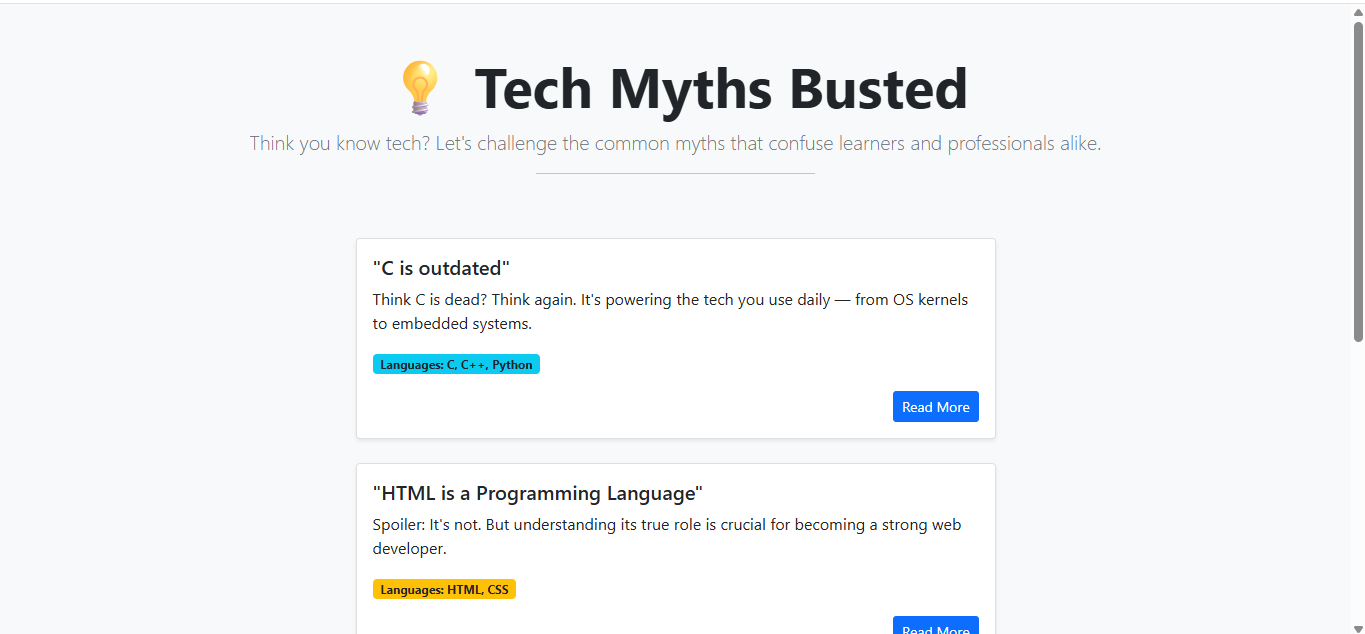 Tech Myths Busted
Think you know tech? Let's challenge the common myths that confuse learners and professionals alike.
"C is outdated"
Think C is dead? Think again. It's powering the tech you use daily — from OS kernels
to embedded systems.
Languages: C, C++, Python
Read More
"HTML is a Programming Language"
Spoiler: It's not. But understanding its true role is crucial for becoming a strong web
developer.
Languages: HTML, CSS
Read More